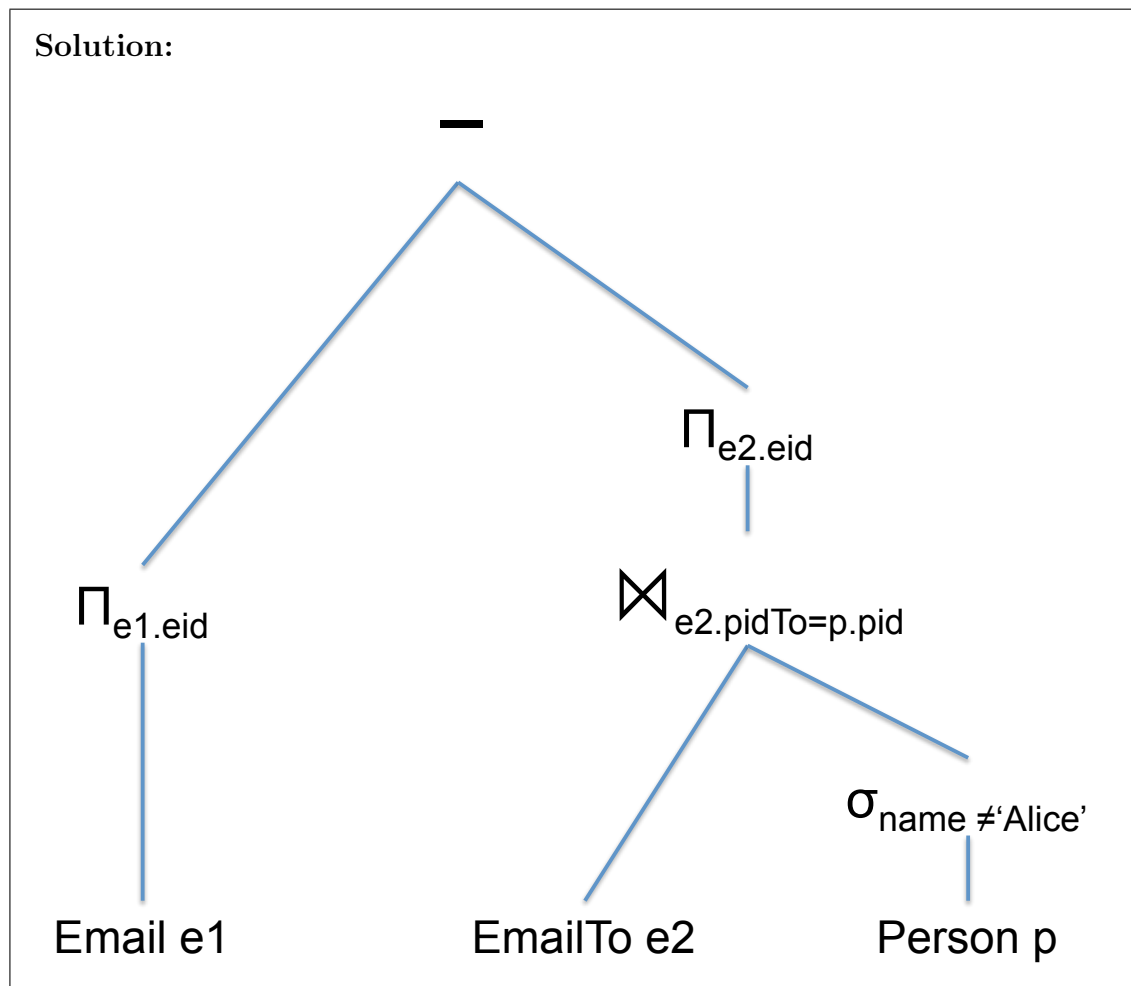 Solution:
−
Π e2.eid
Π e1.eid
⋈ e2.pidTo=p.pid
σ name ≠‘Alice’
Email e1
EmailTo e2
Person p